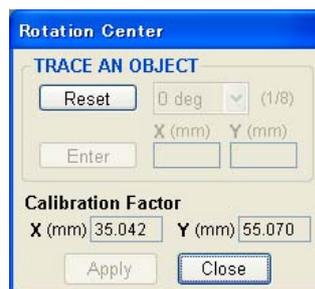 Rotation Center
TRACE AN OBJECT
Reset 0 deg (1/8)
X (mm) Y (mm)
Enter
Calibration Factor
X (mm) 35.042 Y (mm) 55.070
Apply Close